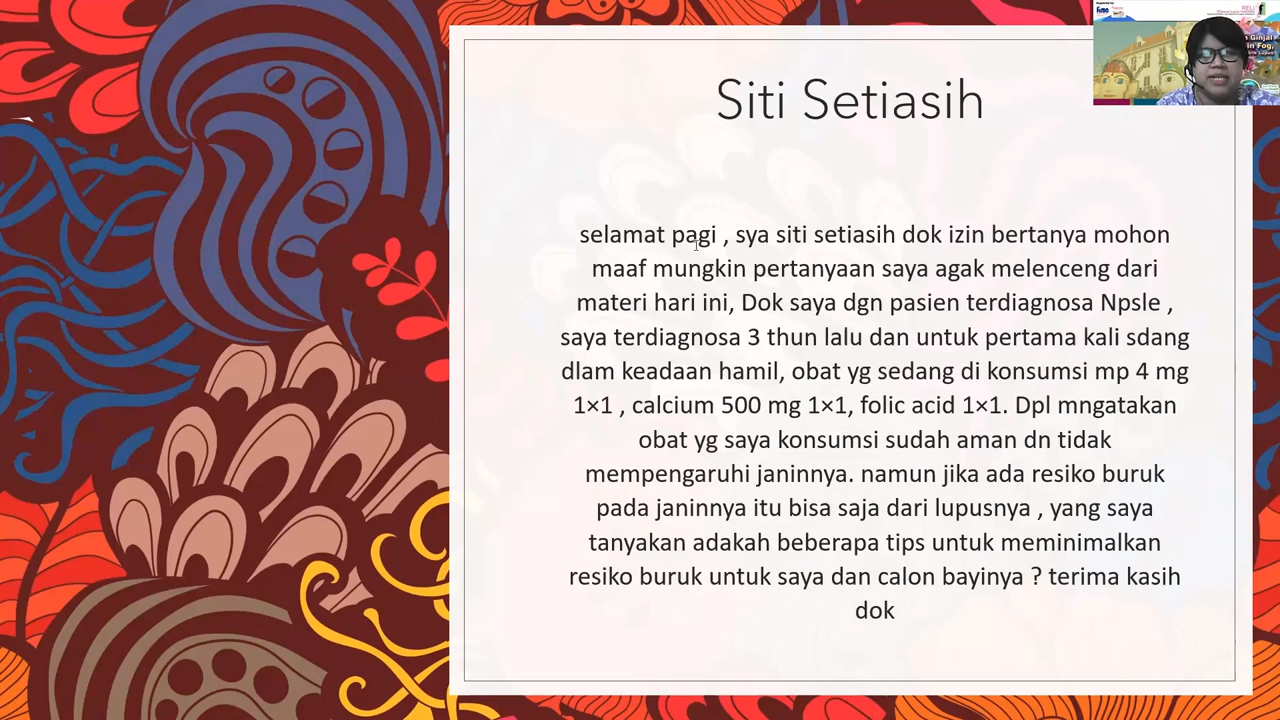 Siti Setiasih
selamat pagi , sya siti setiasih dok izin bertanya mohon
maaf mungkin pertanyaan saya agak melenceng dari
materi hari ini, Dok saya dgn pasien terdiagnosa Npsle ,
saya terdiagnosa 3 thun lalu dan untuk pertama kali sdang
dlam keadaan hamil, obat yg sedang di konsumsi mp 4 mg
1×1 , calcium 500 mg 1×1, folic acid 1×1. Dpl mngatakan
obat yg saya konsumsi sudah aman dn tidak
mempengaruhi janinnya. namun jika ada resiko buruk
pada janinnya itu bisa saja dari lupusnya , yang saya
tanyakan adakah beberapa tips untuk meminimalkan
resiko buruk untuk saya dan calon bayinya ? terima kasih
dok
RELI
Ginjal
Fog,